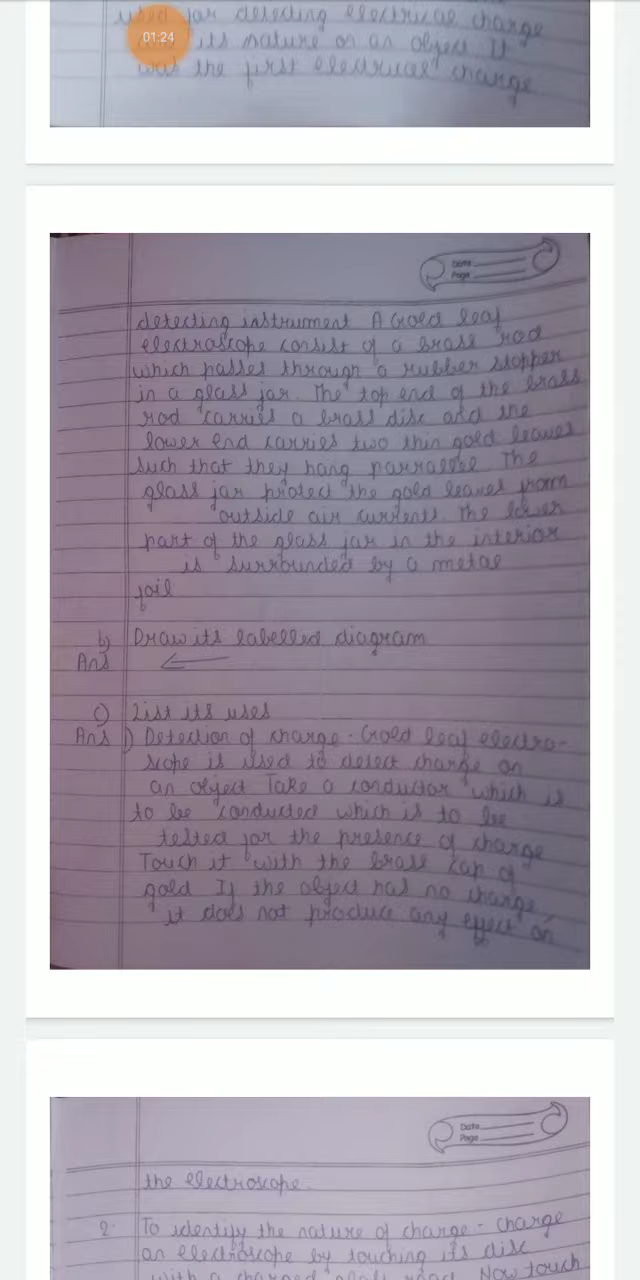 used for detecting electrical charge
01:24
its nature on an object It
was the first electrical charge
Date
Page
detecting instrument A Gold leaf
electroscope consist of a brass rod
which passes through a rubber stopper
in a glass jar. The top end of the brass
rod carries a brass disc and the
lower end carries two thin gold leaves
such that they hang parrallel The
glass jar protect the gold leaves from
outside air currents. The lower
part of the glass jar in the interior
is surrounded by a metal
foil
b) Draw its labelled diagram
Ans
c) List its uses
Ans 1) Detection of charge - Gold leaf electro-
scope is used to detect charge on
an object Take a conductor which is
to be conducted which is to be
tested for the presence of charge
Touch it with the brass cap of
gold If the object has no charge,
it does not produce any effect on
Date
Page
the electroscope.
2. To identify the nature of charge - charge
an electroscope by touching its disc
with a charged glass road. Now touch